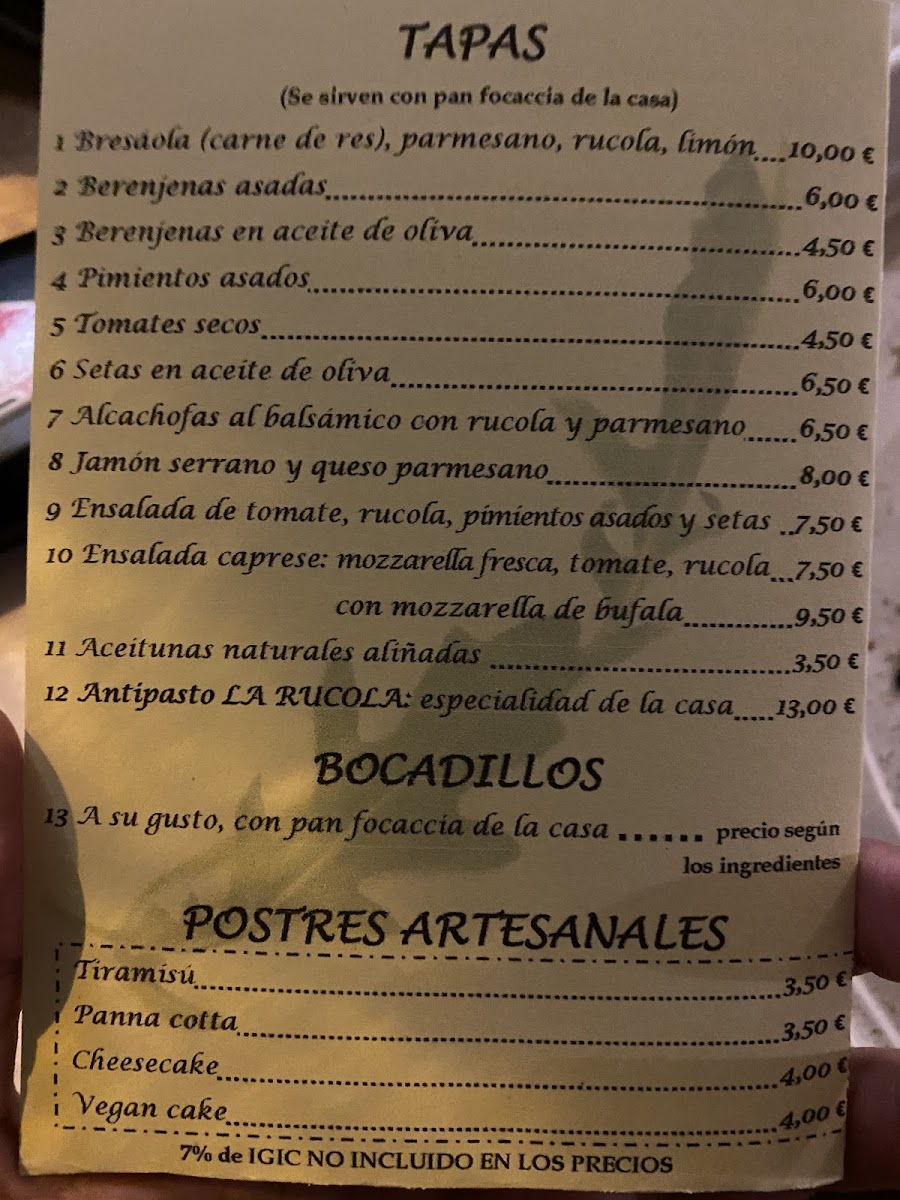 TAPAS
(Se sirven con pan focaccia de la casa)
1 Bresaola (carne de res), parmesano, rucola, limón....10,00 €
2 Berenjenas asadas..........6,00 €
3 Berenjenas en aceite de oliva..........4,50 €
4 Pimientos asados..........6,00 €
5 Tomates secos..........4,50 €
6 Setas en aceite de oliva..........6,50 €
7 Alcachofas al balsámico con rucola y parmesano......6,50 €
8 Jamón serrano y queso parmesano..........8,00 €
9 Ensalada de tomate, rucola, pimientos asados y setas ..7,50 €
10 Ensalada caprese: mozzarella fresca, tomate, rucola...7,50 €
con mozzarella de bufala..........9,50 €
11 Aceitunas naturales aliñadas ..........3,50 €
12 Antipasto LA RUCOLA: especialidad de la casa.....13,00 €
BOCADILLOS
13 A su gusto, con pan focaccia de la casa ...... precio según
los ingredientes
POSTRES ARTESANALES
Tiramisú..........3,50 €
Panna cotta..........3,50 €
Cheesecake..........4,00 €
Vegan cake..........4,00 €
7% de IGIC NO INCLUIDO EN LOS PRECIOS